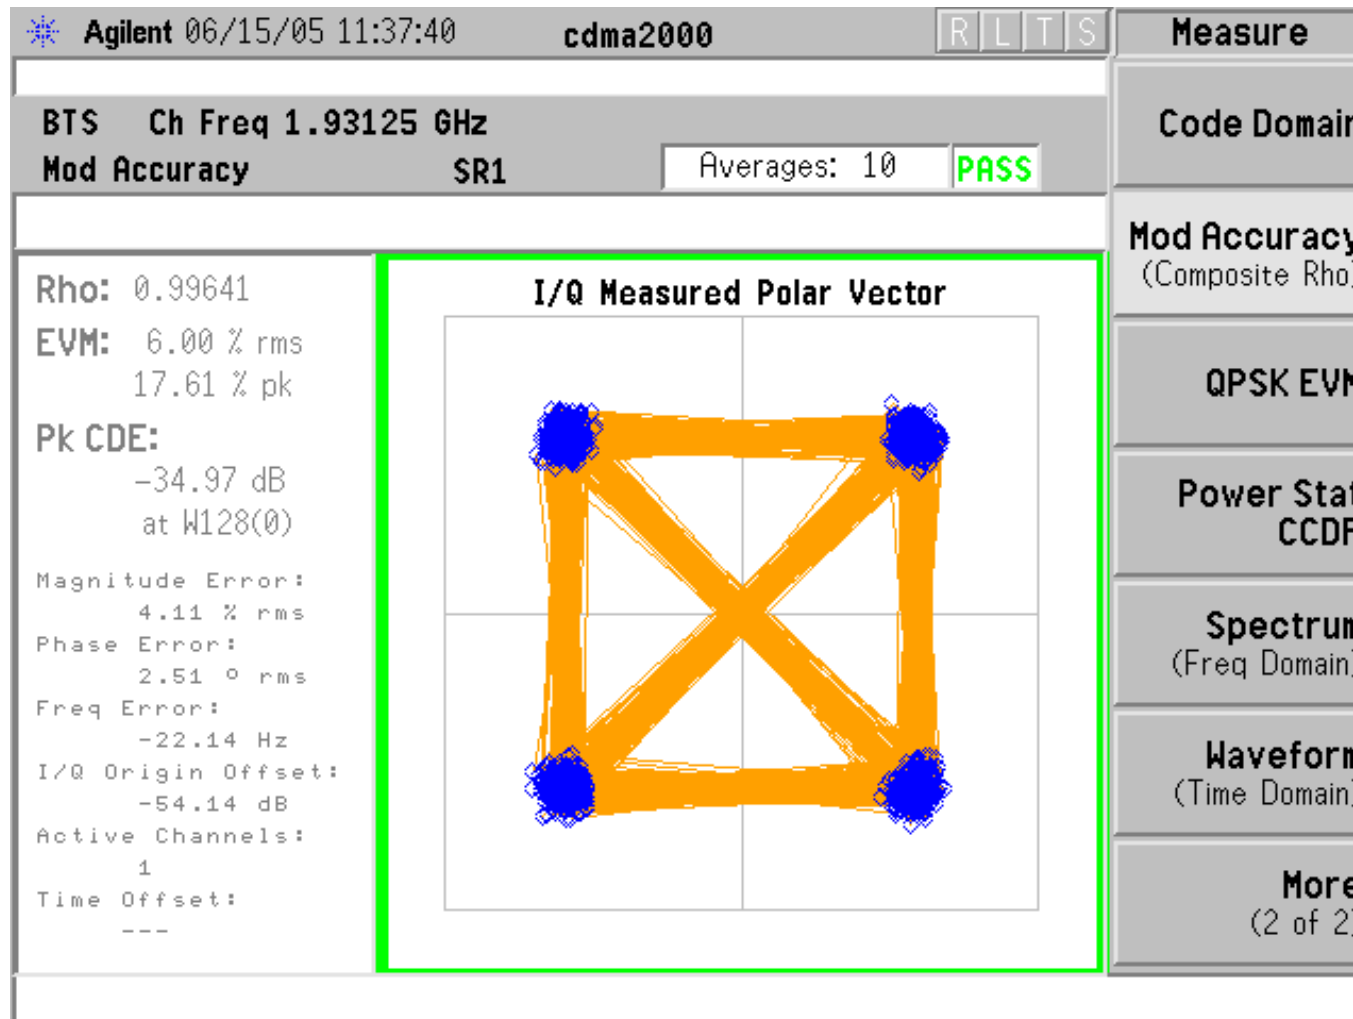 Agilent 06/15/05 11:37:40 cdma2000 R L T S Measure
BTS Ch Freq 1.93125 GHz
Mod Accuracy SR1 Averages: 10 PASS
Rho: 0.99641
EVM: 6.00 % rms
17.61 % pk
Pk CDE:
-34.97 dB
at W128(0)
Magnitude Error:
4.11 % rms
Phase Error:
2.51 º rms
Freq Error:
-22.14 Hz
I/Q Origin Offset:
-54.14 dB
Active Channels:
1
Time Offset:
---
I/Q Measured Polar Vector
Code Domain
Mod Accuracy
(Composite Rho)
QPSK EVM
Power Stat
CCDF
Spectrum
(Freq Domain)
Waveform
(Time Domain)
More
(2 of 2)